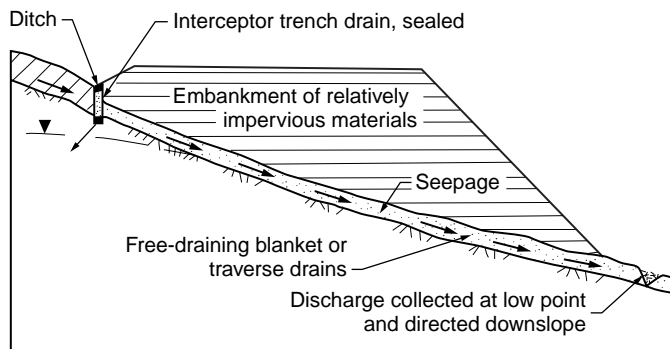 Ditch
Interceptor trench drain, sealed
Embankment of relatively
impervious materials
Seepage
Free-draining blanket or
traverse drains
Discharge collected at low point
and directed downslope